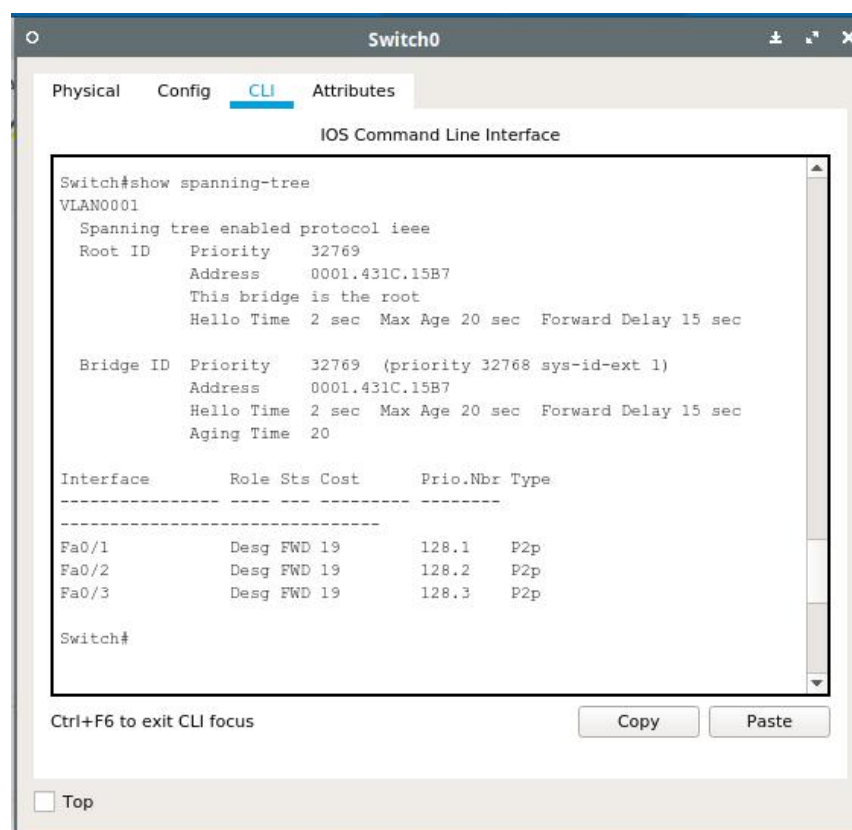 Switch0
Physical Config CLI Attributes
IOS Command Line Interface
Switch#show spanning-tree
VLAN0001
  Spanning tree enabled protocol ieee
  Root ID    Priority    32769
             Address     0001.431C.15B7
             This bridge is the root
             Hello Time  2 sec  Max Age 20 sec  Forward Delay 15 sec

  Bridge ID  Priority    32769  (priority 32768 sys-id-ext 1)
             Address     0001.431C.15B7
             Hello Time  2 sec  Max Age 20 sec  Forward Delay 15 sec
             Aging Time  20

Interface        Role Sts Cost      Prio.Nbr Type
---------------- ---- --- --------- --------
--------------------------------
Fa0/1            Desg FWD 19        128.1    P2p
Fa0/2            Desg FWD 19        128.2    P2p
Fa0/3            Desg FWD 19        128.3    P2p

Switch#
Ctrl+F6 to exit CLI focus Copy Paste
Top